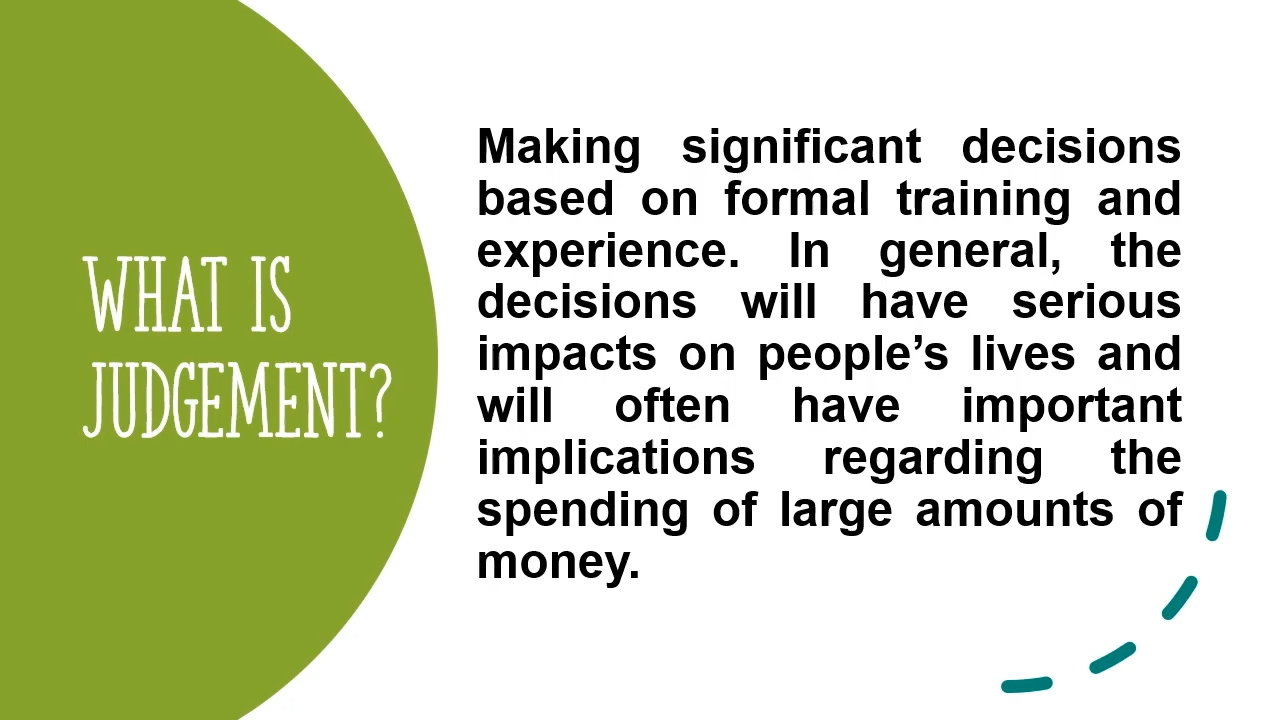 WHAT IS
JUDGEMENT?
Making significant decisions
based on formal training and
experience. In general, the
decisions will have serious
impacts on people’s lives and
will often have important
implications regarding the
spending of large amounts of
money.